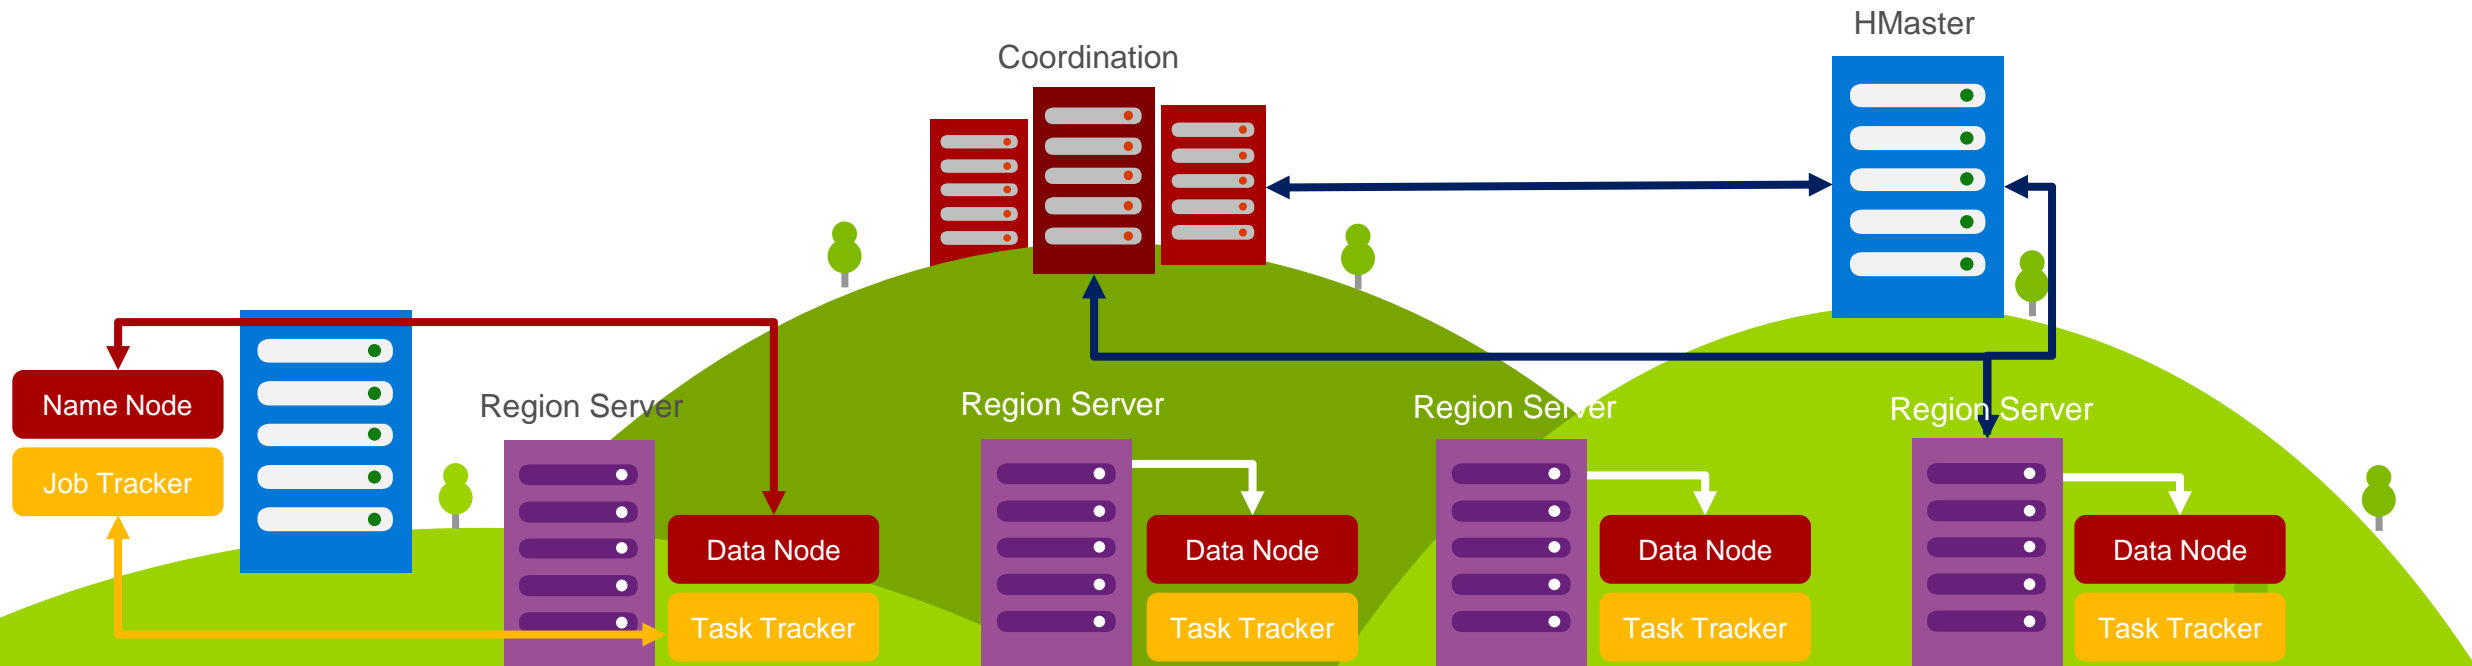 HMaster
Coordination
Name Node
Job Tracker
Region Server
Region Server
Region Server
Region Server
Data Node
Task Tracker
Data Node
Task Tracker
Data Node
Task Tracker
Data Node
Task Tracker